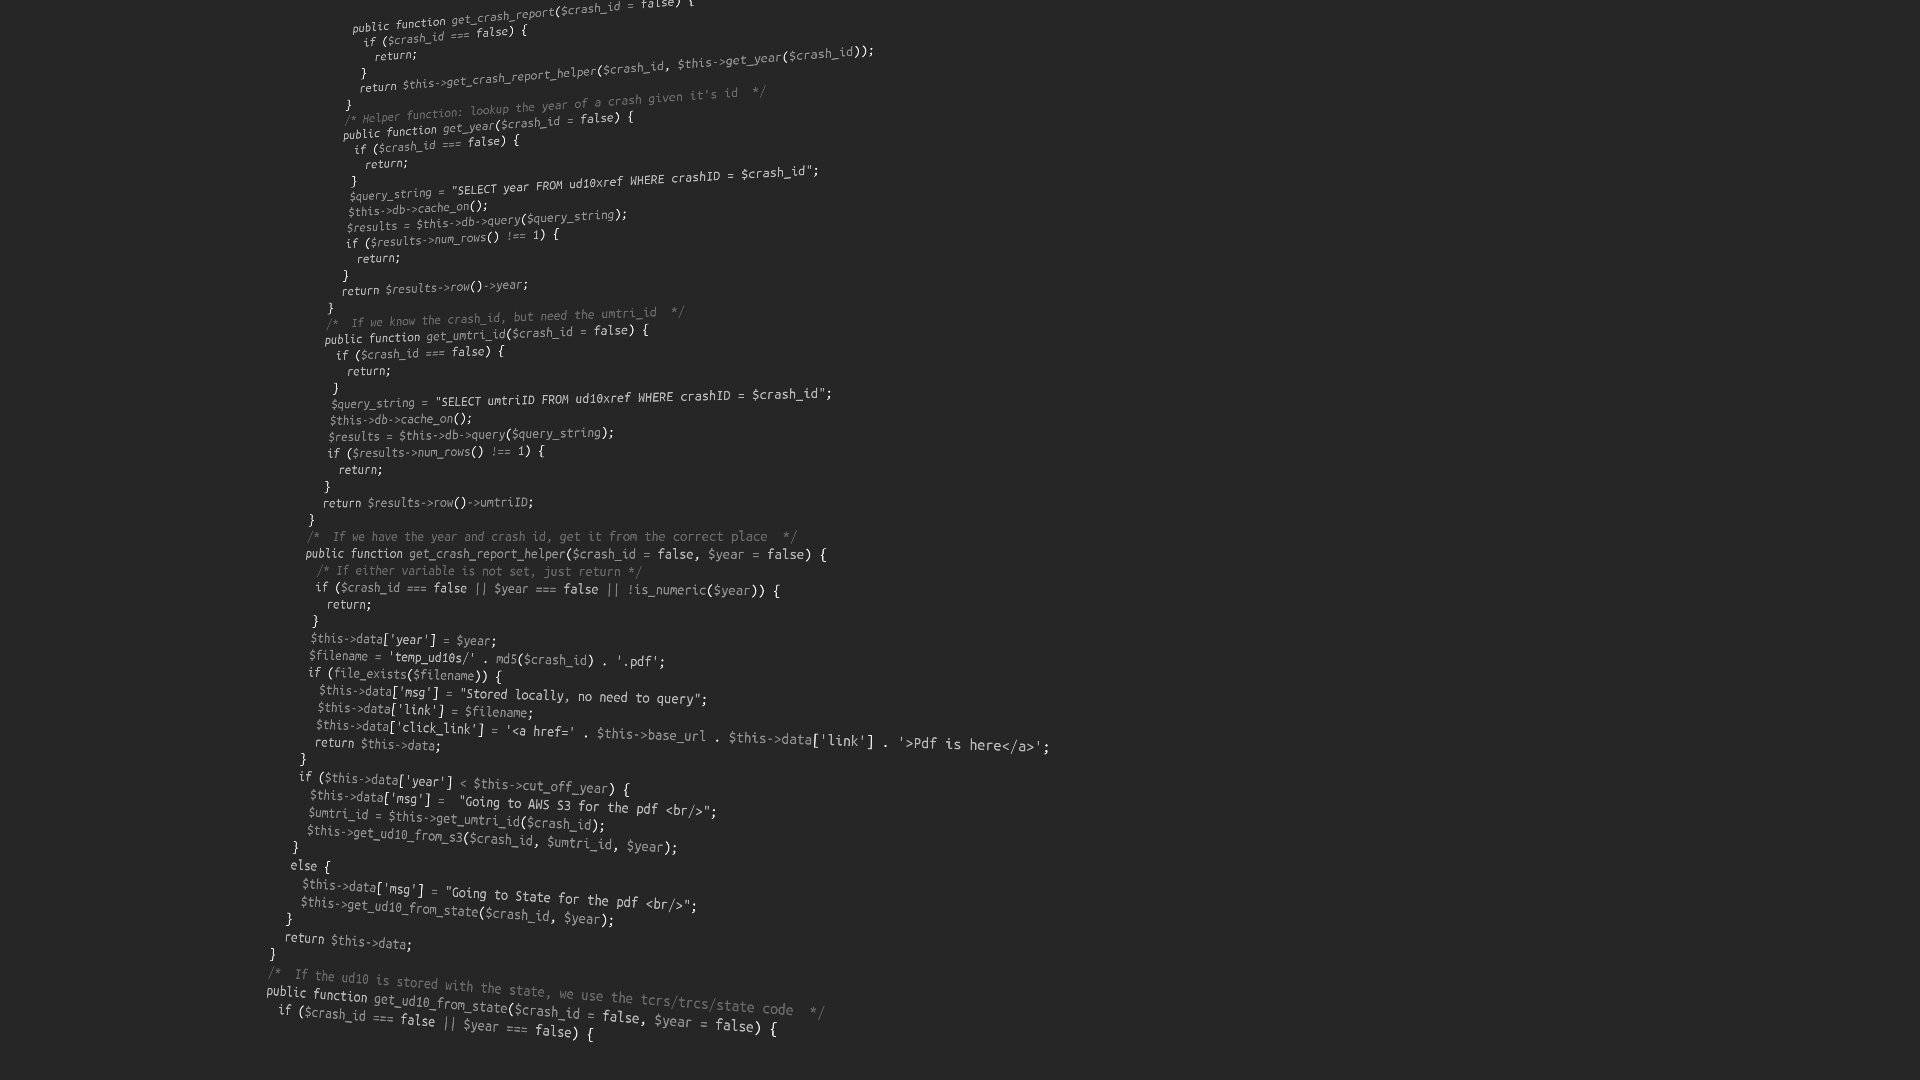 public function get_crash_report($crash_id = false) {
if ($crash_id === false) {
return;
}
return $this->get_crash_report_helper($crash_id, $this->get_year($crash_id));
}
/* Helper function: lookup the year of a crash given it's id */
public function get_year($crash_id = false) {
if ($crash_id === false) {
return;
}
$query_string = "SELECT year FROM ud10xref WHERE crashID = $crash_id";
$this->db->cache_on();
$results = $this->db->query($query_string);
if ($results->num_rows() !== 1) {
return;
}
return $results->row()->year;
}
/* If we know the crash_id, but need the umtri_id */
public function get_umtri_id($crash_id = false) {
if ($crash_id === false) {
return;
}
$query_string = "SELECT umtriID FROM ud10xref WHERE crashID = $crash_id";
$this->db->cache_on();
$results = $this->db->query($query_string);
if ($results->num_rows() !== 1) {
return;
}
return $results->row()->umtriID;
}
/* If we have the year and crash id, get it from the correct place */
public function get_crash_report_helper($crash_id = false, $year = false) {
/* If either variable is not set, just return */
if ($crash_id === false || $year === false || !is_numeric($year)) {
return;
}
$this->data['year'] = $year;
$filename = 'temp_ud10s/' . md5($crash_id) . '.pdf';
if (file_exists($filename)) {
$this->data['msg'] = "Stored locally, no need to query";
$this->data['link'] = $filename;
$this->data['click_link'] = '<a href=' . $this->base_url . $this->data['link'] . '>Pdf is here</a>';
return $this->data;
}
if ($this->data['year'] < $this->cut_off_year) {
$this->data['msg'] = "Going to AWS S3 for the pdf <br/>";
$umtri_id = $this->get_umtri_id($crash_id);
$this->get_ud10_from_s3($crash_id, $umtri_id, $year);
}
else {
$this->data['msg'] = "Going to State for the pdf <br/>";
$this->get_ud10_from_state($crash_id, $year);
}
return $this->data;
}
/* If the ud10 is stored with the state, we use the tcrs/trcs/state code */
public function get_ud10_from_state($crash_id = false, $year = false) {
if ($crash_id === false || $year === false) {